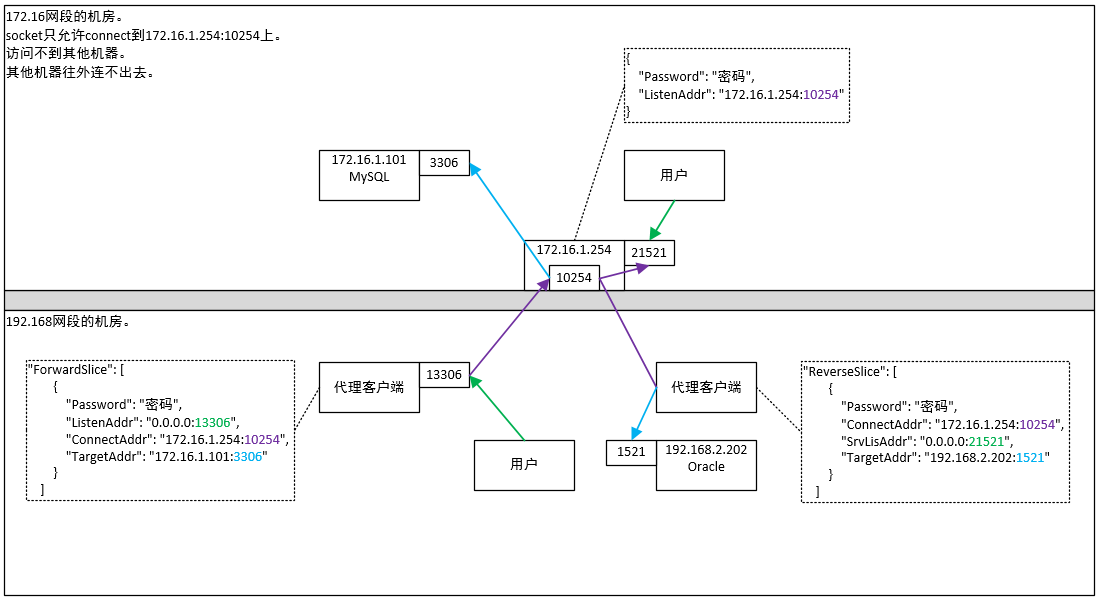 172.16网段的机房。
socket只允许connect到172.16.1.254:10254上。
访问不到其他机器。
其他机器往外连不出去。
{
"Password": "密码",
"ListenAddr": "172.16.1.254:10254"
}
172.16.1.101
MySQL
3306
用户
172.16.1.254
21521
10254
192.168网段的机房。
"ForwardSlice": [
{
"Password": "密码",
"ListenAddr": "0.0.0.0:13306",
"ConnectAddr": "172.16.1.254:10254",
"TargetAddr": "172.16.1.101:3306"
}
]
代理客户端
13306
用户
代理客户端
1521
192.168.2.202
Oracle
"ReverseSlice": [
{
"Password": "密码",
"ConnectAddr": "172.16.1.254:10254",
"SrvLisAddr": "0.0.0.0:21521",
"TargetAddr": "192.168.2.202:1521"
}
]